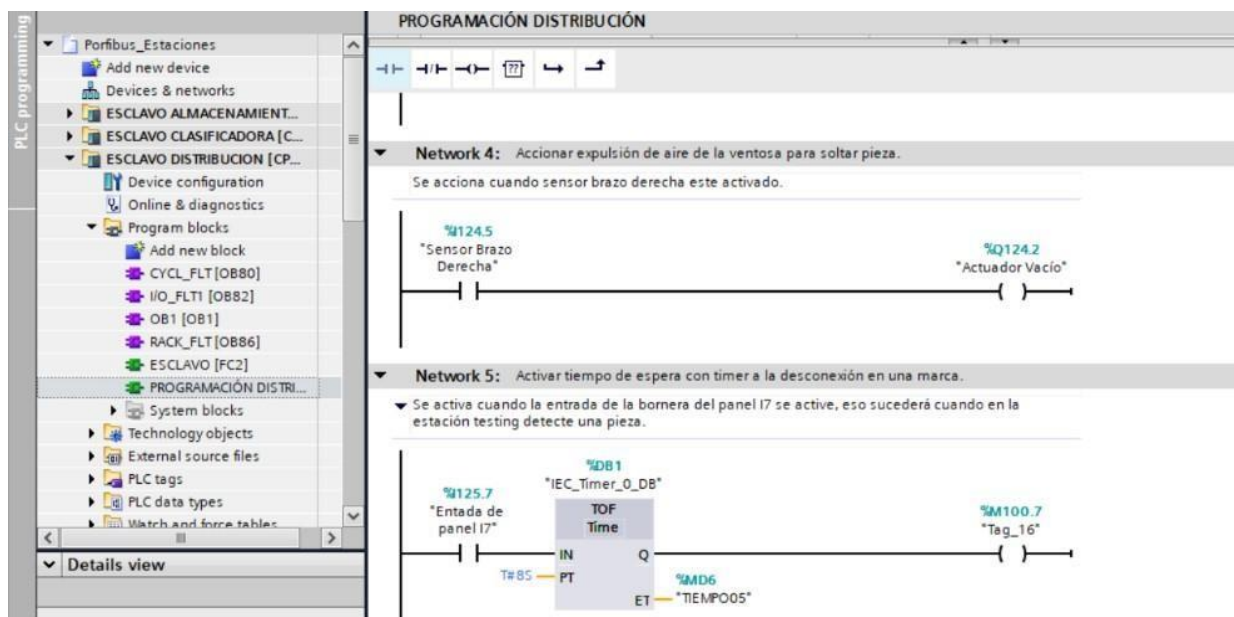 PLC programming
Porfibus_Estaciones
Add new device
Devices & networks
ESCLAVO ALMACENAMIENT...
ESCLAVO CLASIFICADORA [C...
ESCLAVO DISTRIBUCION [CP...
Device configuration
Online & diagnostics
Program blocks
Add new block
CYCL_FLT [OB80]
I/O_FLT1 [OB82]
OB1 [OB1]
RACK_FLT [OB86]
ESCLAVO [FC2]
PROGRAMACIÓN DISTRI...
System blocks
Technology objects
External source files
PLC tags
PLC data types
Watch and force tables
Details view
PROGRAMACIÓN DISTRIBUCIÓN
??
Network 4: Accionar expulsión de aire de la ventosa para soltar pieza.
Se acciona cuando sensor brazo derecha este activado.
%I124.5
"Sensor Brazo
Derecha"
%Q124.2
"Actuador Vacío"
Network 5: Activar tiempo de espera con timer a la desconexión en una marca.
Se activa cuando la entrada de la bornera del panel I7 se active, eso sucederá cuando en la
estación testing detecte una pieza.
%DB1
"IEC_Timer_0_DB"
%I125.7
"Entada de
panel I7"
TOF
Time
IN
Q
T#8S
PT
%MD6
ET
"TIEMPO05"
%M100.7
"Tag_16"